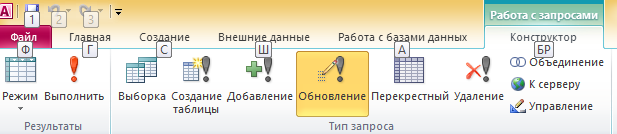 A
1 2 3
Работа с запросами
Файл Главная Создание Внешние данные Работа с базами данных Конструктор
Ф Г С Ш А БР
Режим Выполнить Выборка Создание таблицы Добавление Обновление Перекрестный Удаление
Объединение
К серверу
Управление
Результаты Тип запроса